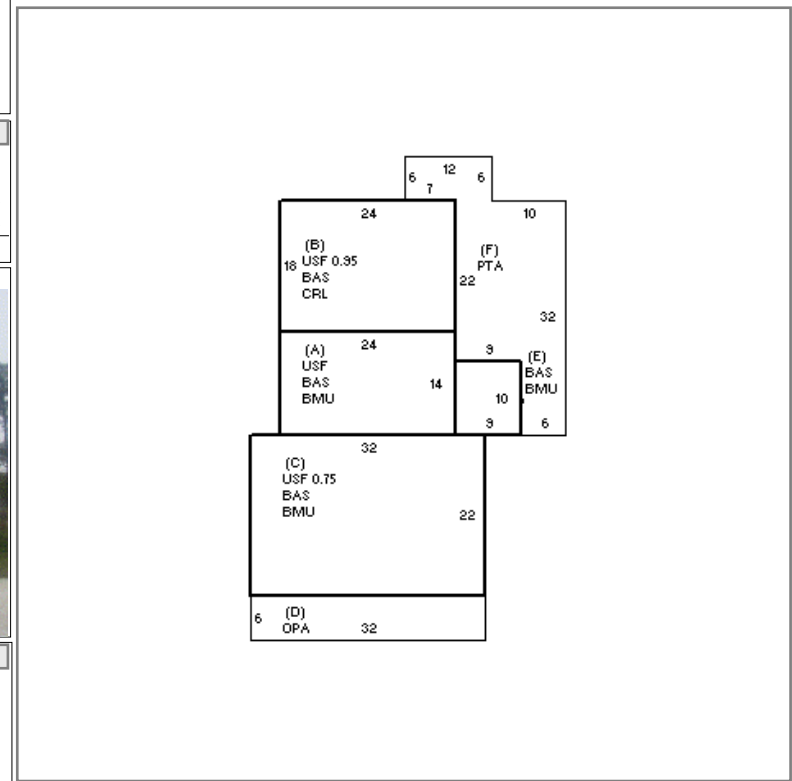 12
6 6
7
24 10
(B)
18 USF 0.95
BAS
CRL
(F)
PTA
22
32
24
(A)
USF
BAS
BMU
14
9
(E)
BAS
BMU
10
9 6
32
(C)
USF 0.75
BAS
BMU
22
6 (D)
OPA 32